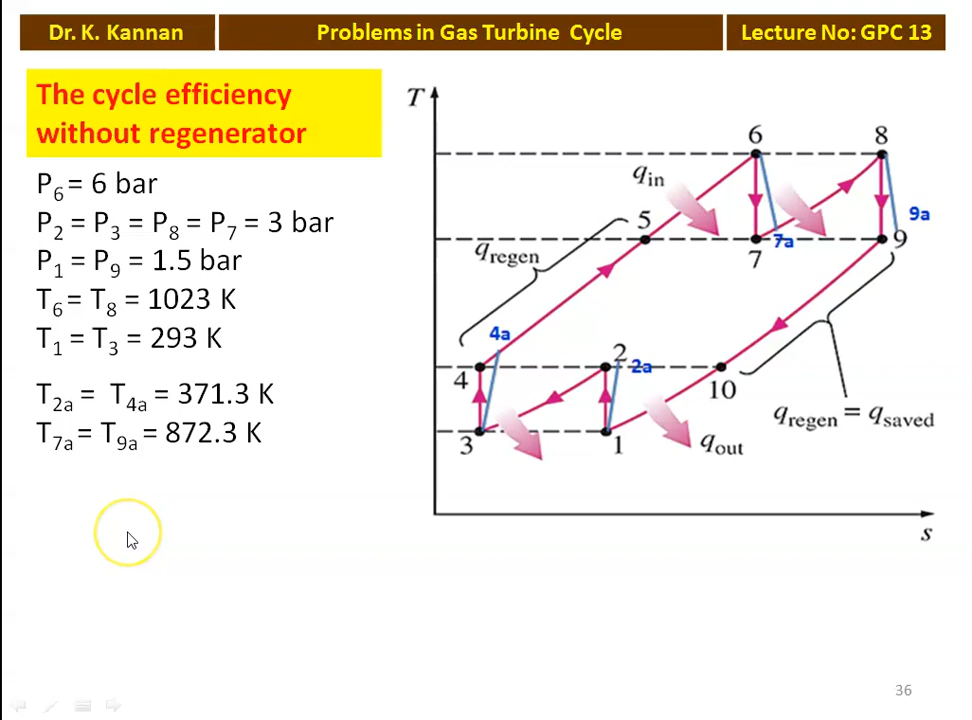 Dr. K. Kannan
Problems in Gas Turbine Cycle
Lecture No: GPC 13
The cycle efficiency
without regenerator
P6 = 6 bar
P2 = P3 = P8 = P7 = 3 bar
P1 = P9 = 1.5 bar
T6 = T8 = 1023 K
T1 = T3 = 293 K
T2a = T4a = 371.3 K
T7a = T9a = 872.3 K
T
6
8
qin
9a
5
7a
9
qregen
7
4a
2
2a
4
10
qregen = qsaved
3
1
qout
s
36